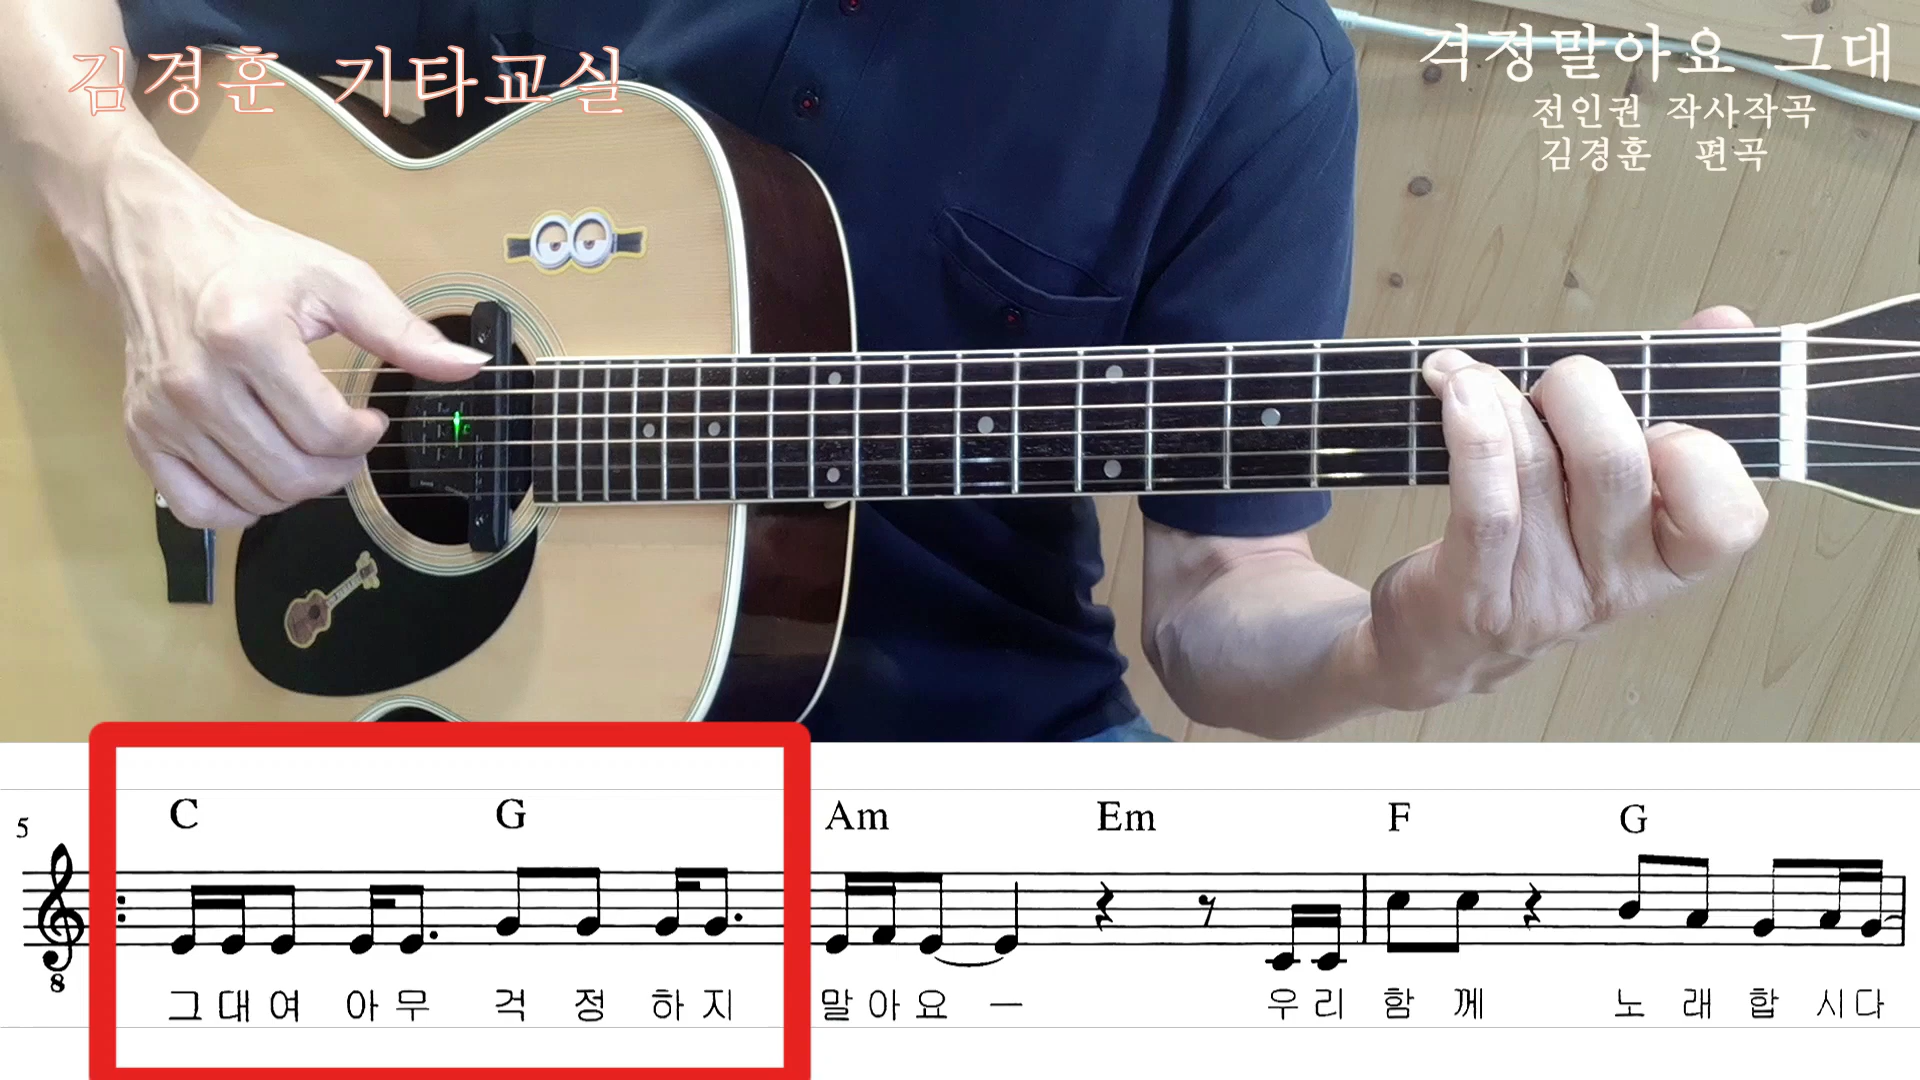 김경훈 기타교실
걱정말아요 그대
전인권 작사작곡
김경훈 편곡
C G Am Em F G
5
8
그대여 아무 걱정하지 말아요 ー 우리 함께 노래합시다